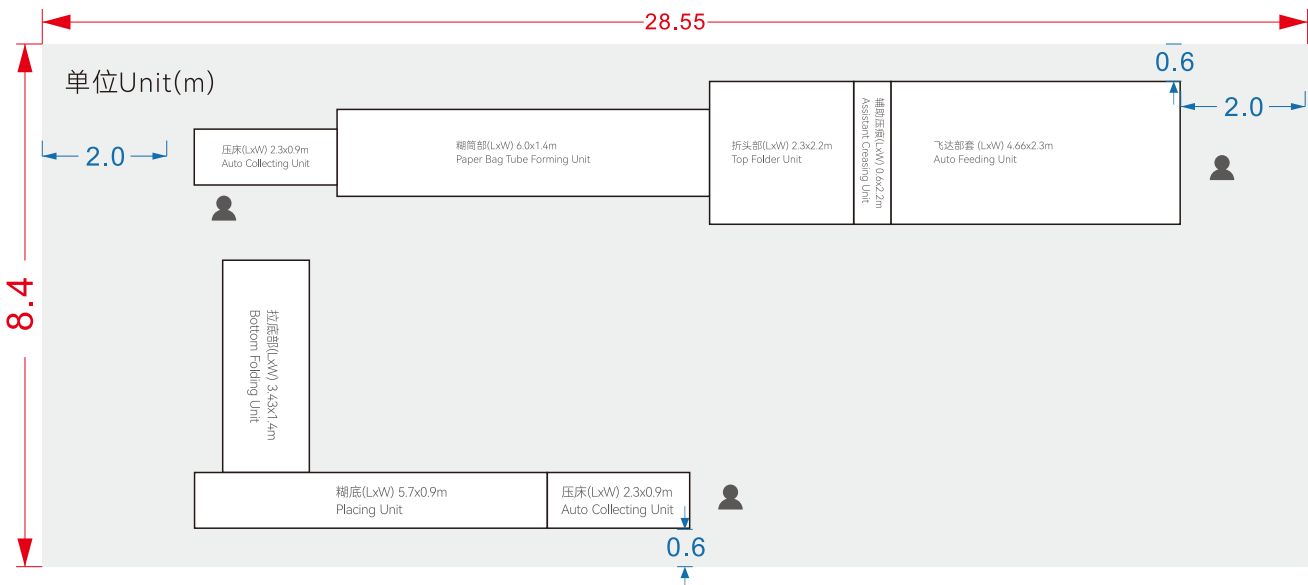 28.55
单位Unit(m)
0.6
2.0
2.0
压床(LxW) 2.3x0.9m
Auto Collecting Unit
糊筒部(LxW) 6.0x1.4m
Paper Bag Tube Forming Unit
折头部(LxW) 2.3x2.2m
Top Folder Unit
辅助压痕(LxW) 0.6x2.2m
Assistant Creasing Unit
飞达部套 (LxW) 4.66x2.3m
Auto Feeding Unit
8.4
拉底部(LxW) 3.43x1.4m
Bottom Folding Unit
糊底(LxW) 5.7x0.9m
Placing Unit
压床(LxW) 2.3x0.9m
Auto Collecting Unit
0.6